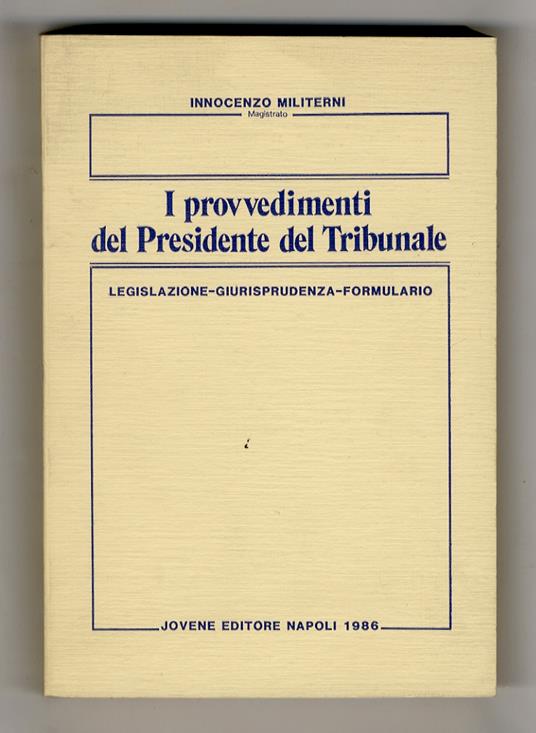 INNOCENZO MILITERNI
Magistrato
I provvedimenti
del Presidente del Tribunale
LEGISLAZIONE-GIURISPRUDENZA-FORMULARIO
JOVENE EDITORE NAPOLI 1986